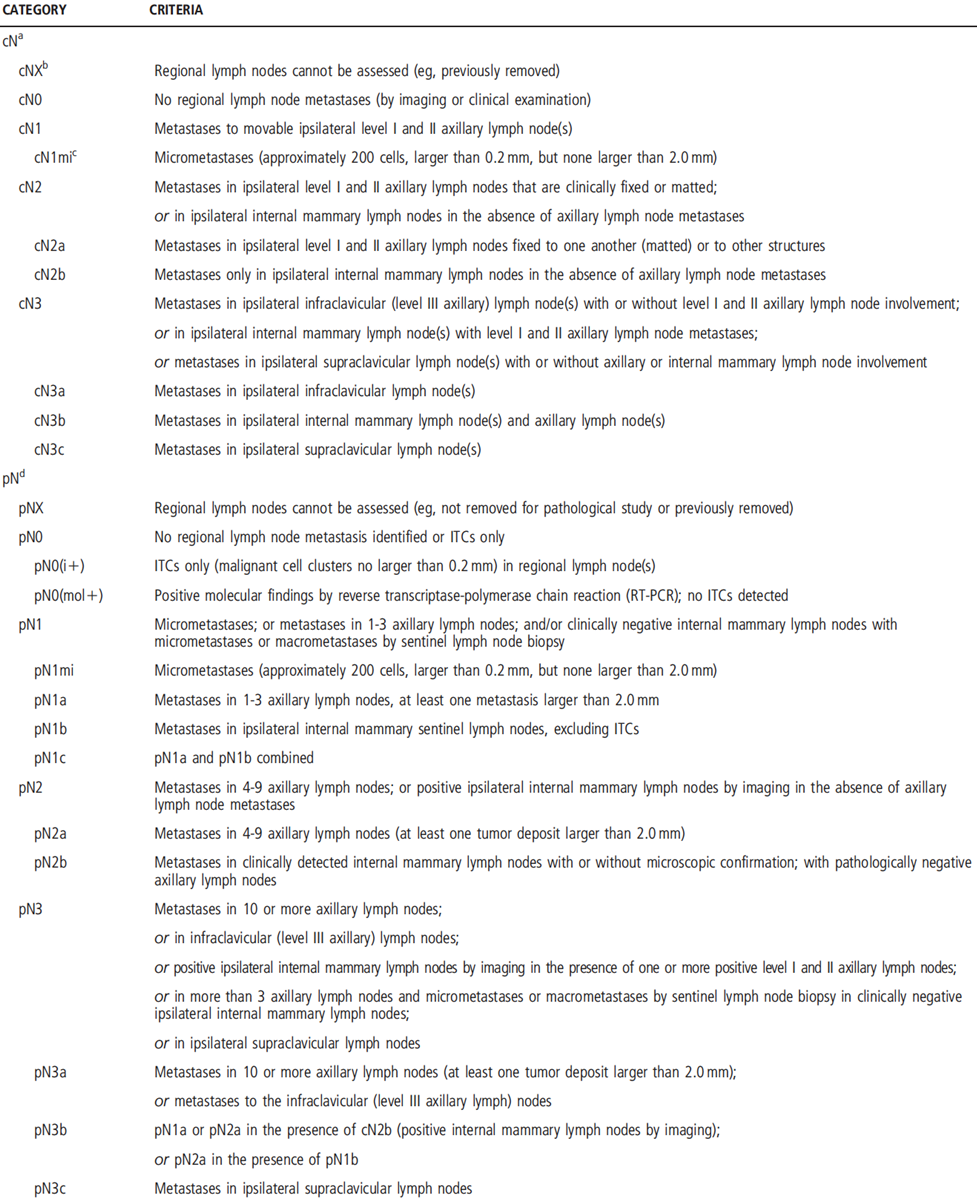 CATEGORY CRITERIA
cNa
cNXb Regional lymph nodes cannot be assessed (eg, previously removed)
cN0 No regional lymph node metastases (by imaging or clinical examination)
cN1 Metastases to movable ipsilateral level I and II axillary lymph node(s)
cN1mic Micrometastases (approximately 200 cells, larger than 0.2 mm, but none larger than 2.0 mm)
cN2 Metastases in ipsilateral level I and II axillary lymph nodes that are clinically fixed or matted;
or in ipsilateral internal mammary lymph nodes in the absence of axillary lymph node metastases
cN2a Metastases in ipsilateral level I and II axillary lymph nodes fixed to one another (matted) or to other structures
cN2b Metastases only in ipsilateral internal mammary lymph nodes in the absence of axillary lymph node metastases
cN3 Metastases in ipsilateral infraclavicular (level III axillary) lymph node(s) with or without level I and II axillary lymph node involvement;
or in ipsilateral internal mammary lymph node(s) with level I and II axillary lymph node metastases;
or metastases in ipsilateral supraclavicular lymph node(s) with or without axillary or internal mammary lymph node involvement
cN3a Metastases in ipsilateral infraclavicular lymph node(s)
cN3b Metastases in ipsilateral internal mammary lymph node(s) and axillary lymph node(s)
cN3c Metastases in ipsilateral supraclavicular lymph node(s)
pNd
pNX Regional lymph nodes cannot be assessed (eg, not removed for pathological study or previously removed)
pN0 No regional lymph node metastasis identified or ITCs only
pN0(i+) ITCs only (malignant cell clusters no larger than 0.2 mm) in regional lymph node(s)
pN0(mol+) Positive molecular findings by reverse transcriptase-polymerase chain reaction (RT-PCR); no ITCs detected
pN1 Micrometastases; or metastases in 1-3 axillary lymph nodes; and/or clinically negative internal mammary lymph nodes with
micrometastases or macrometastases by sentinel lymph node biopsy
pN1mi Micrometastases (approximately 200 cells, larger than 0.2 mm, but none larger than 2.0 mm)
pN1a Metastases in 1-3 axillary lymph nodes, at least one metastasis larger than 2.0 mm
pN1b Metastases in ipsilateral internal mammary sentinel lymph nodes, excluding ITCs
pN1c pN1a and pN1b combined
pN2 Metastases in 4-9 axillary lymph nodes; or positive ipsilateral internal mammary lymph nodes by imaging in the absence of axillary
lymph node metastases
pN2a Metastases in 4-9 axillary lymph nodes (at least one tumor deposit larger than 2.0 mm)
pN2b Metastases in clinically detected internal mammary lymph nodes with or without microscopic confirmation; with pathologically negative
axillary lymph nodes
pN3 Metastases in 10 or more axillary lymph nodes;
or in infraclavicular (level III axillary) lymph nodes;
or positive ipsilateral internal mammary lymph nodes by imaging in the presence of one or more positive level I and II axillary lymph nodes;
or in more than 3 axillary lymph nodes and micrometastases or macrometastases by sentinel lymph node biopsy in clinically negative
ipsilateral internal mammary lymph nodes;
or in ipsilateral supraclavicular lymph nodes
pN3a Metastases in 10 or more axillary lymph nodes (at least one tumor deposit larger than 2.0 mm);
or metastases to the infraclavicular (level III axillary lymph) nodes
pN3b pN1a or pN2a in the presence of cN2b (positive internal mammary lymph nodes by imaging);
or pN2a in the presence of pN1b
pN3c Metastases in ipsilateral supraclavicular lymph nodes